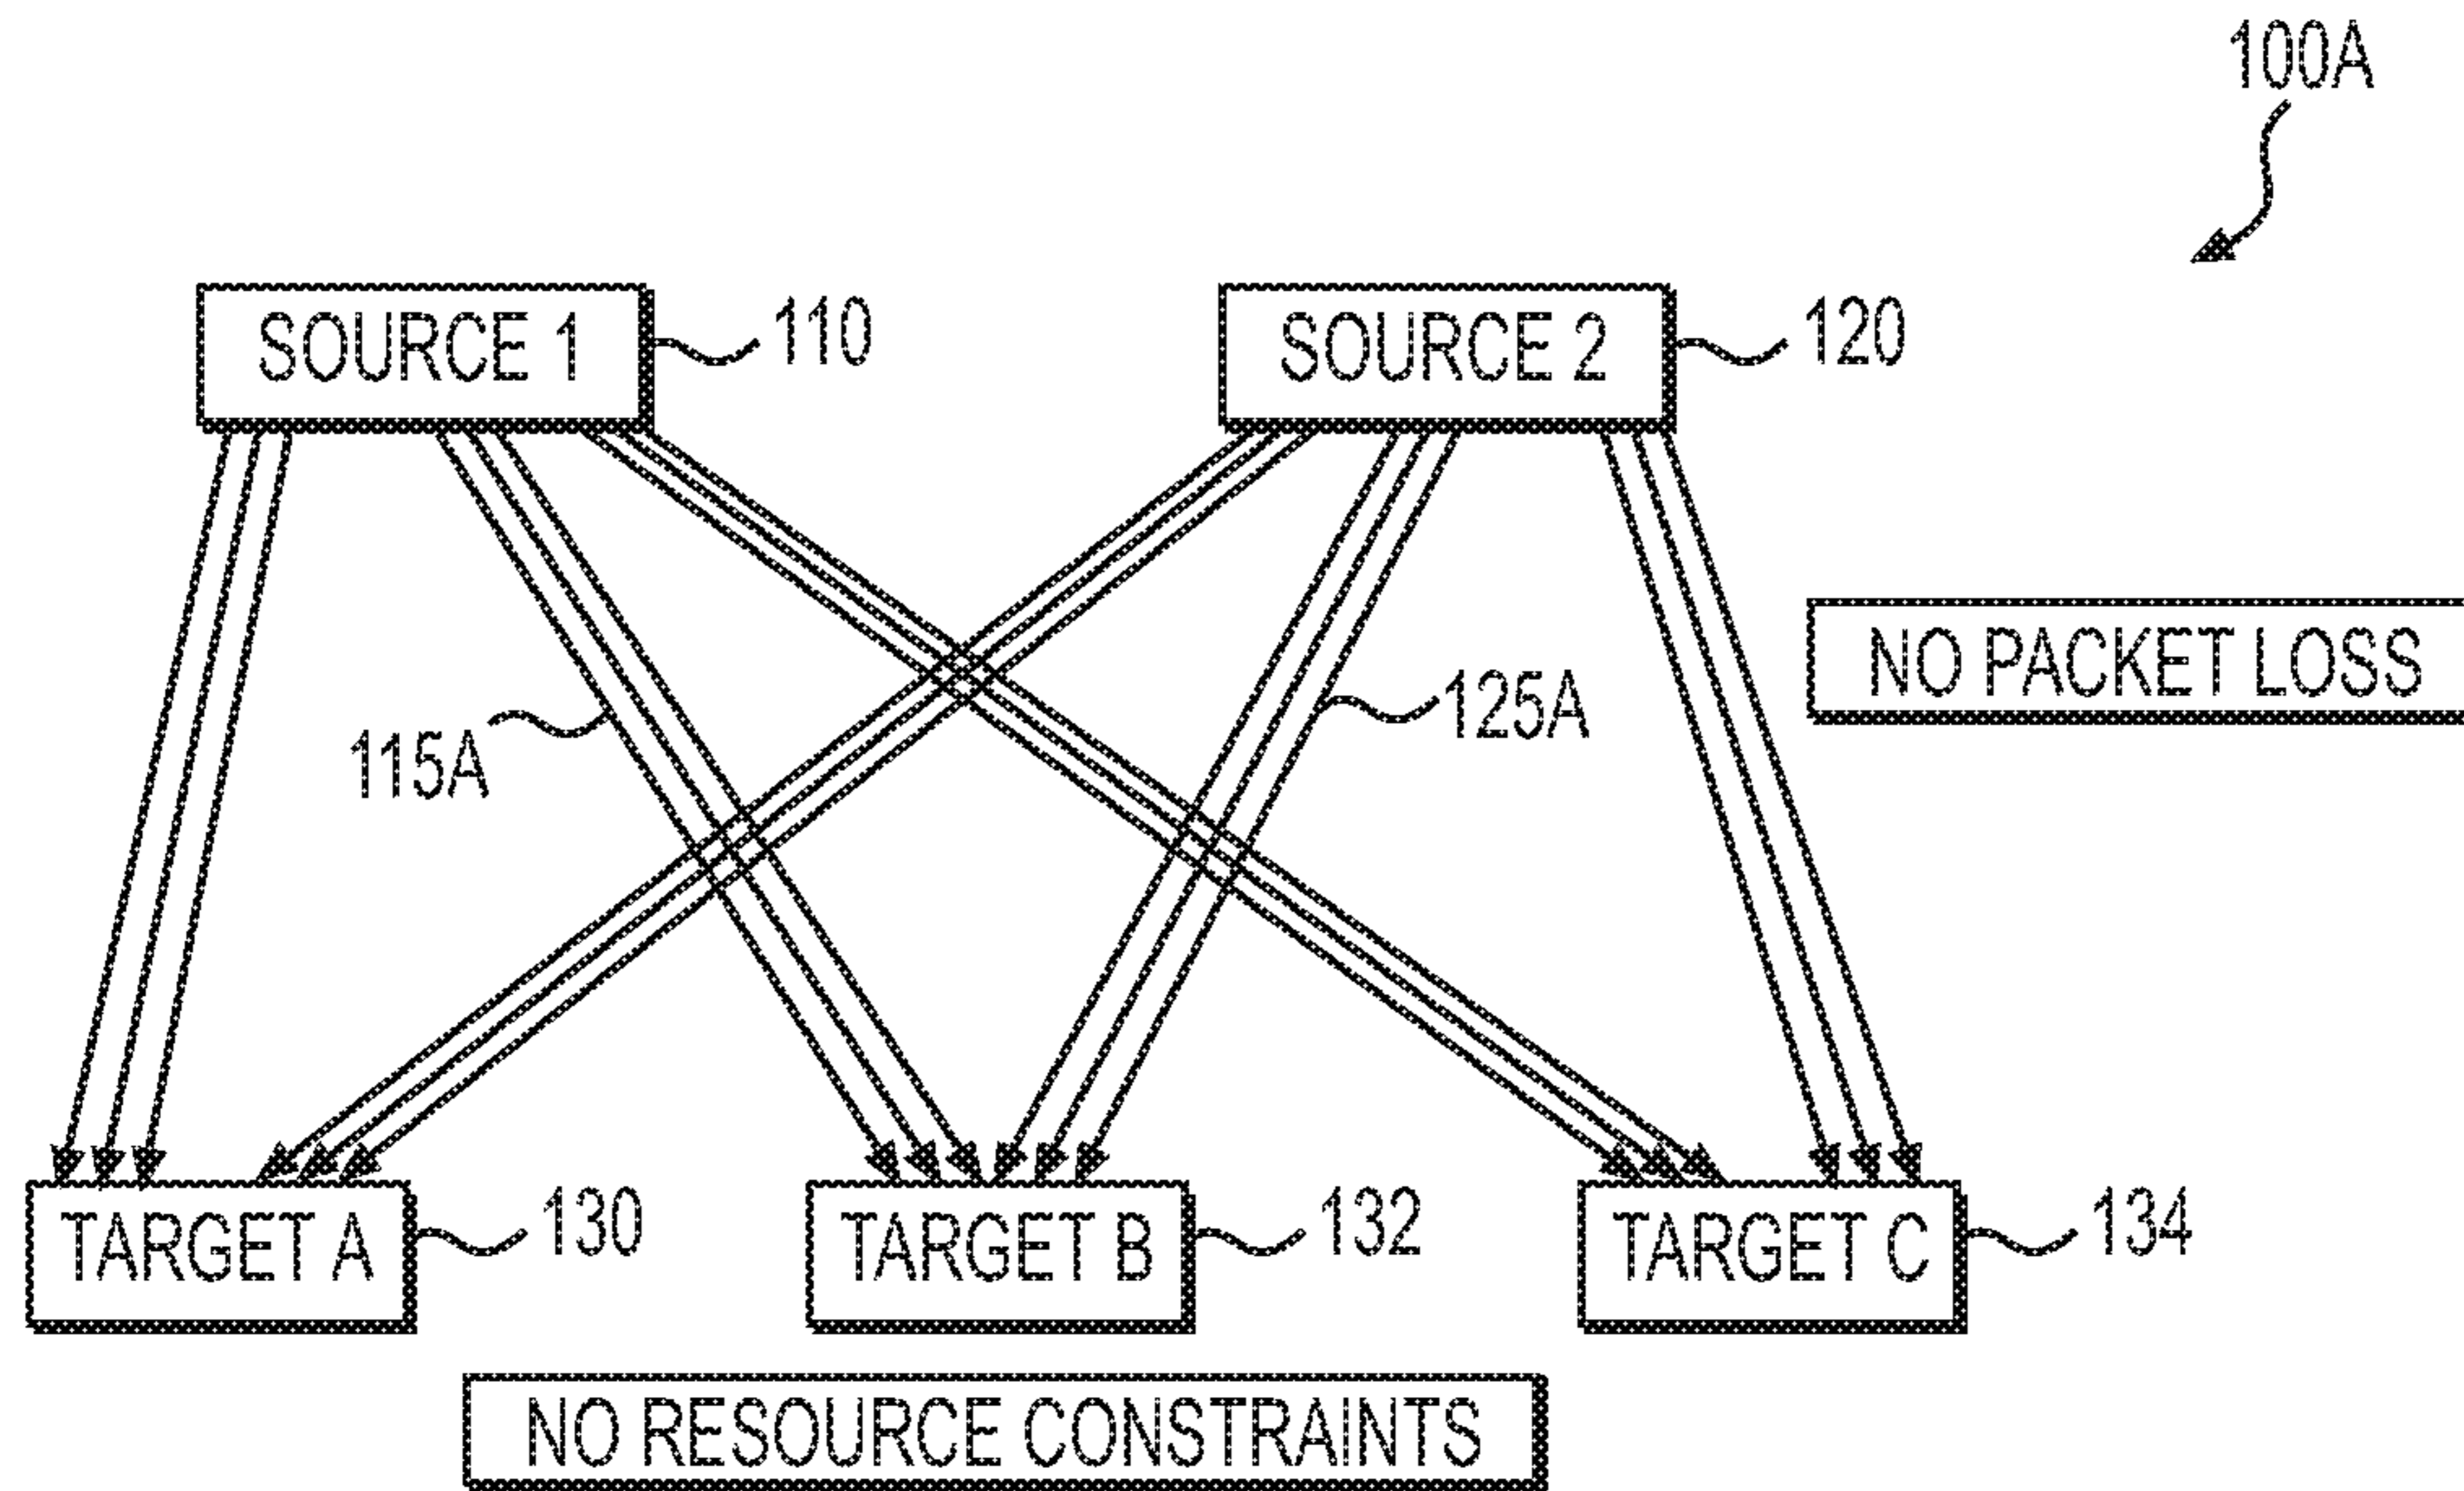 100A
SOURCE 1
110
SOURCE 2
120
NO PACKET LOSS
115A
125A
TARGET A
130
TARGET B
132
TARGET C
134
NO RESOURCE CONSTRAINTS